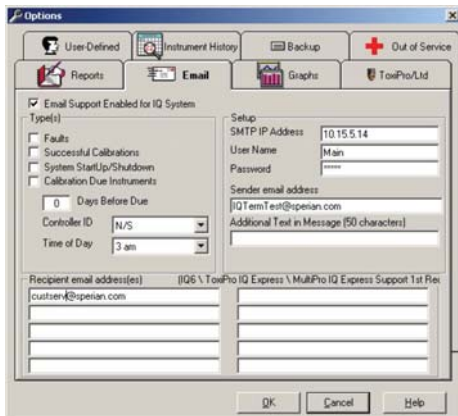 Options
User-Defined
Instrument History
Backup
Out of Service
Reports
Email
Graphs
ToxiPro/Ltd
Email Support Enabled for IQ System
Type(s)
Faults
Successful Calibrations
System StartUp/Shutdown
Calibration Due Instruments
0 Days Before Due
Controller ID N/S
Time of Day 3 am
Setup
SMTP IP Address 10.15.5.14
User Name Main
Password *****
Sender email address
IQTermTest@sperian.com
Additional Text in Message (50 characters)
Recipient email address(es) (IQ6 \ ToxiPro IQ Express \ MultiPro IQ Express Support 1st Rec
custserv@sperian.com
OK Cancel Help